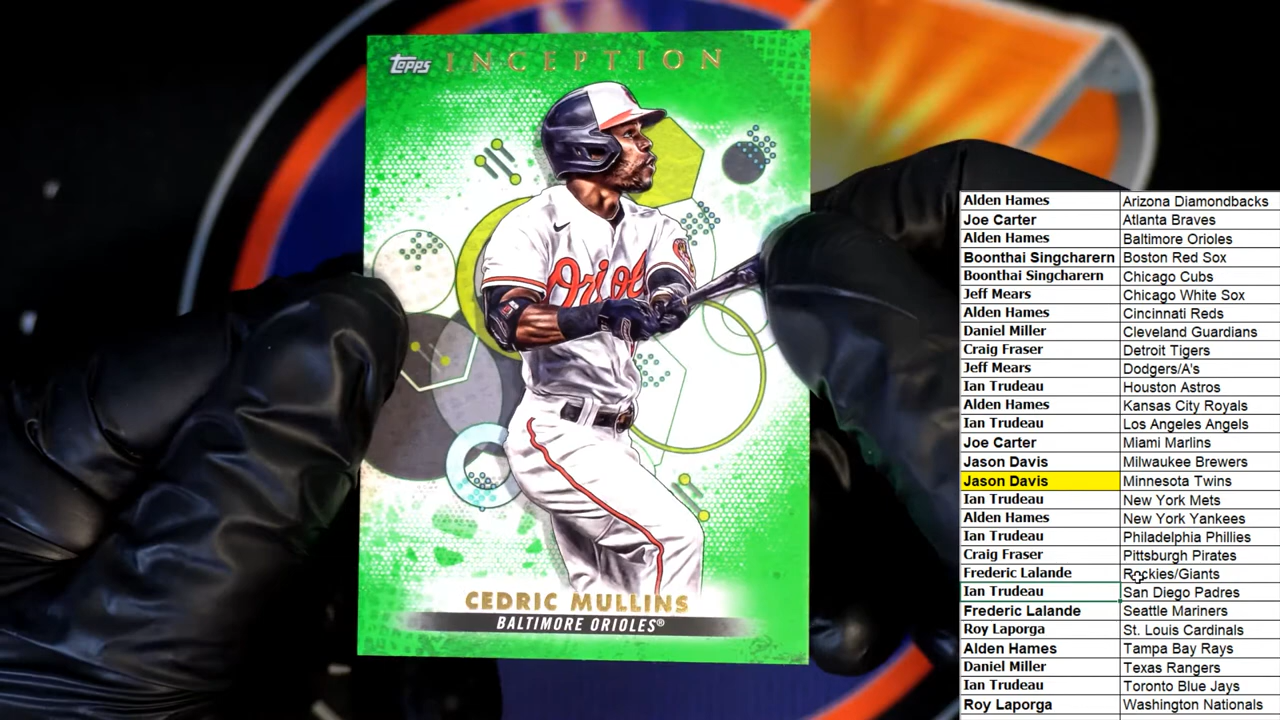 topps INCEPTION
Orioles
CEDRIC MULLINS
BALTIMORE ORIOLES®
Alden Hames Arizona Diamondbacks
Joe Carter Atlanta Braves
Alden Hames Baltimore Orioles
Boonthai Singcharern Boston Red Sox
Boonthai Singcharern Chicago Cubs
Jeff Mears Chicago White Sox
Alden Hames Cincinnati Reds
Daniel Miller Cleveland Guardians
Craig Fraser Detroit Tigers
Jeff Mears Dodgers/A's
Ian Trudeau Houston Astros
Alden Hames Kansas City Royals
Ian Trudeau Los Angeles Angels
Joe Carter Miami Marlins
Jason Davis Milwaukee Brewers
Jason Davis Minnesota Twins
Ian Trudeau New York Mets
Alden Hames New York Yankees
Ian Trudeau Philadelphia Phillies
Craig Fraser Pittsburgh Pirates
Frederic Lalande Rockies/Giants
Ian Trudeau San Diego Padres
Frederic Lalande Seattle Mariners
Roy Laporga St. Louis Cardinals
Alden Hames Tampa Bay Rays
Daniel Miller Texas Rangers
Ian Trudeau Toronto Blue Jays
Roy Laporga Washington Nationals